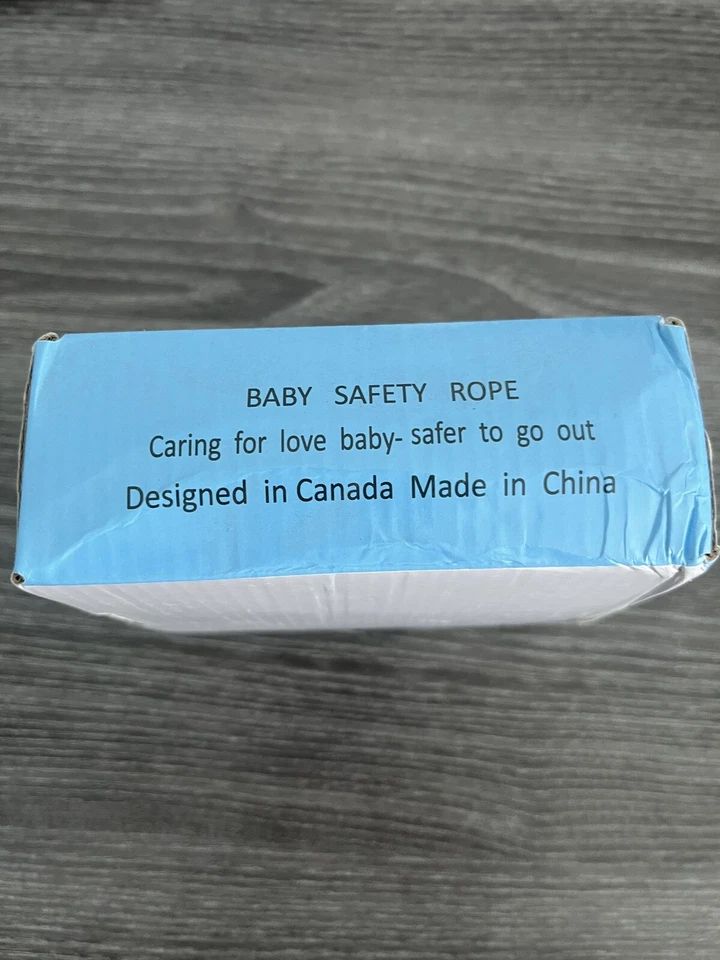 BABY SAFETY ROPE
Caring for love baby- safer to go out
Designed in Canada Made in China